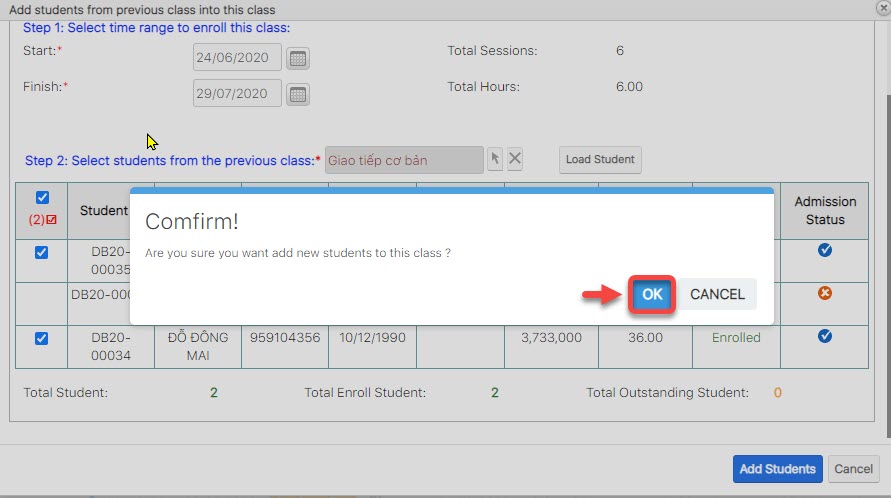 Add students from previous class into this class
Step 1: Select time range to enroll this class:
Start:* 24/06/2020 Total Sessions: 6
Finish:* 29/07/2020 Total Hours: 6.00
Step 2: Select students from the previous class:* Giao tiếp cơ bản Load Student
(2) Student Admission
Status
Comfirm!
Are you sure you want add new students to this class ?
OK CANCEL
DB20-
00035
DB20-000
DB20-
00034 ĐỖ ĐÔNG
MAI 959104356 10/12/1990 3,733,000 36.00 Enrolled
Total Student: 2 Total Enroll Student: 2 Total Outstanding Student: 0
Add Students Cancel